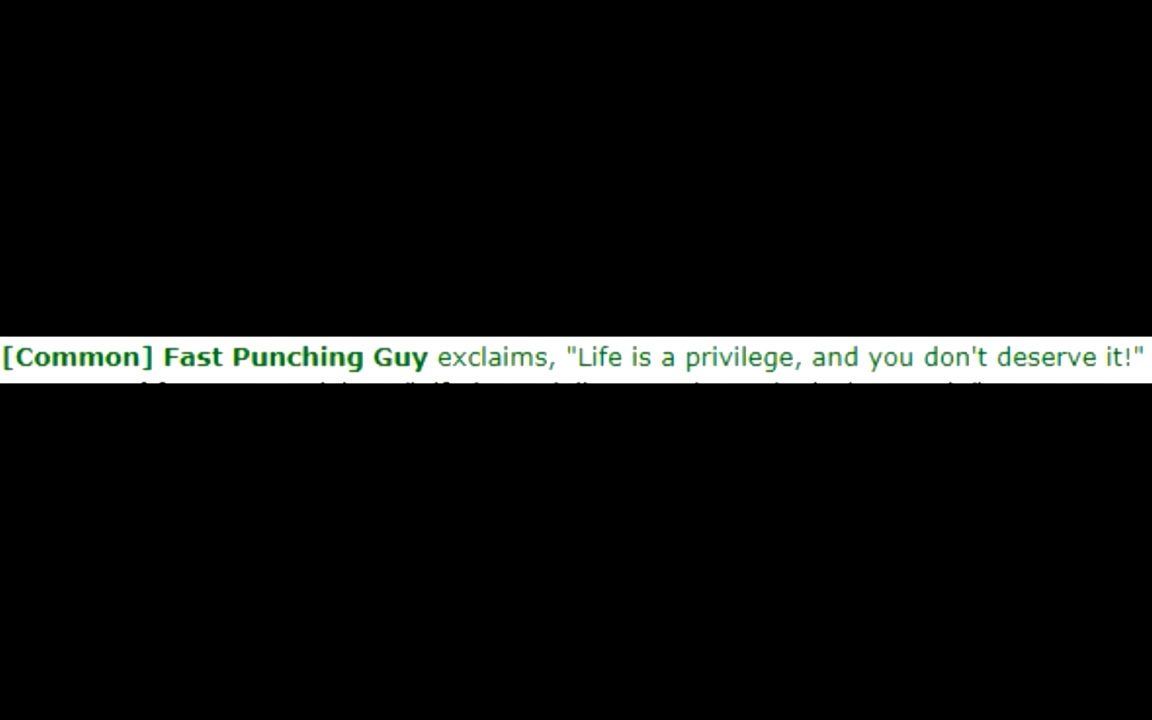 [Common] Fast Punching Guy exclaims, "Life is a privilege, and you don't deserve it!"